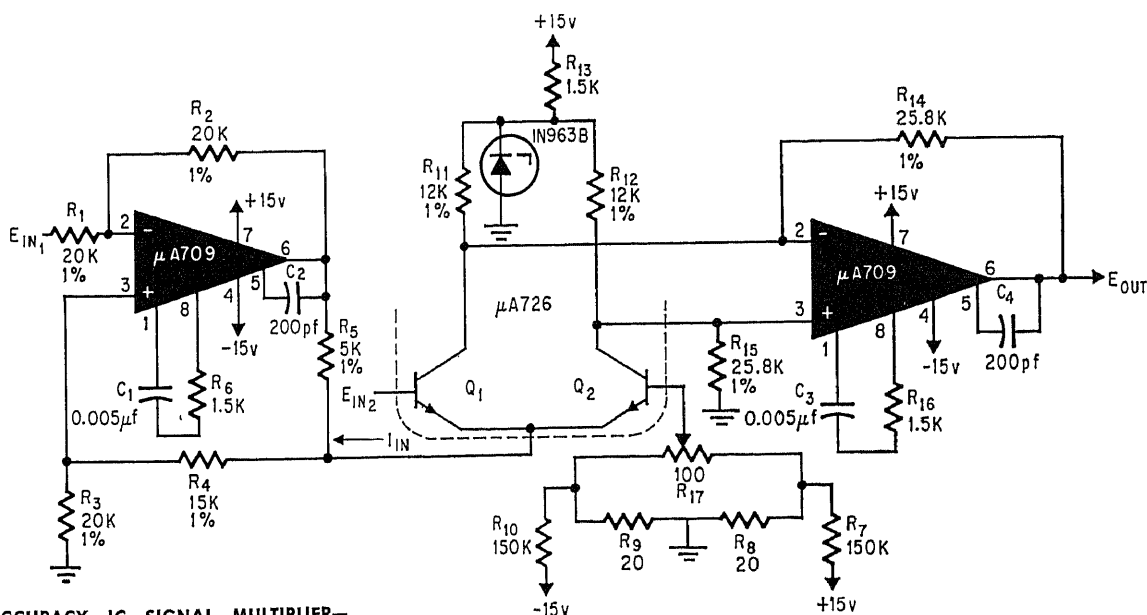 +15v
R13
1.5K
R2
20K
1%
IN963B
R14
25.8K
1%
R11
12K
1%
R12
12K
1%
+15v
+15v
R1
20K
1%
EIN1
2
−
μA709
7
6
3
+
5
4
8
1
C2
200pf
-15v
R5
5K
1%
C1
0.005μf
R6
1.5K
μA726
2
−
μA709
7
6
3
+
5
4
8
1
C4
200pf
EOUT
-15v
R15
25.8K
1%
C3
0.005μf
R16
1.5K
EIN2
Q1
Q2
IIN
R4
15K
1%
R3
20K
1%
100
R17
R10
150K
R9
20
R8
20
R7
150K
-15v
+15v